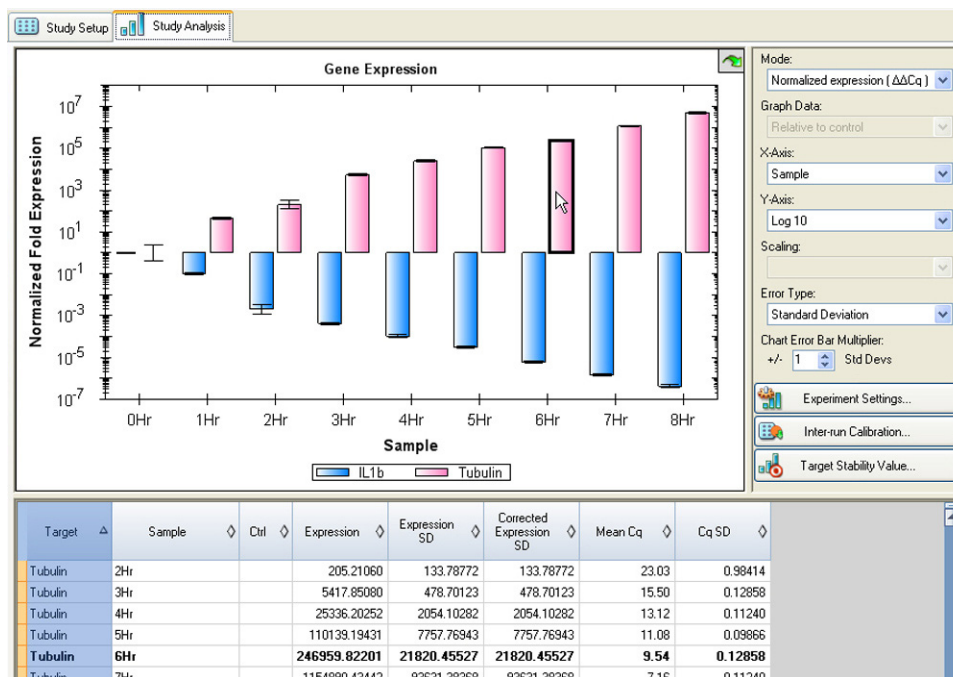 Study Setup
Study Analysis
Gene Expression
Normalized Fold Expression
10^7
10^5
10^3
10^1
10^-1
10^-3
10^-5
10^-7
0Hr 1Hr 2Hr 3Hr 4Hr 5Hr 6Hr 7Hr 8Hr
Sample
IL1b Tubulin
Mode:
Normalized expression ( ΔΔCq )
Graph Data:
Relative to control
X-Axis:
Sample
Y-Axis:
Log 10
Scaling:
Error Type:
Standard Deviation
Chart Error Bar Multiplier:
+/- 1 Std Devs
Experiment Settings...
Inter-run Calibration...
Target Stability Value...
Target Sample Ctrl Expression Expression SD Corrected Expression SD Mean Cq Cq SD
Tubulin 2Hr 205.21060 133.78772 133.78772 23.03 0.98414
Tubulin 3Hr 5417.85080 478.70123 478.70123 15.50 0.12858
Tubulin 4Hr 25336.20252 2054.10282 2054.10282 13.12 0.11240
Tubulin 5Hr 110139.19431 7757.76943 7757.76943 11.08 0.09866
Tubulin 6Hr 246959.82201 21820.45527 21820.45527 9.54 0.12858
Tubulin 7Hr